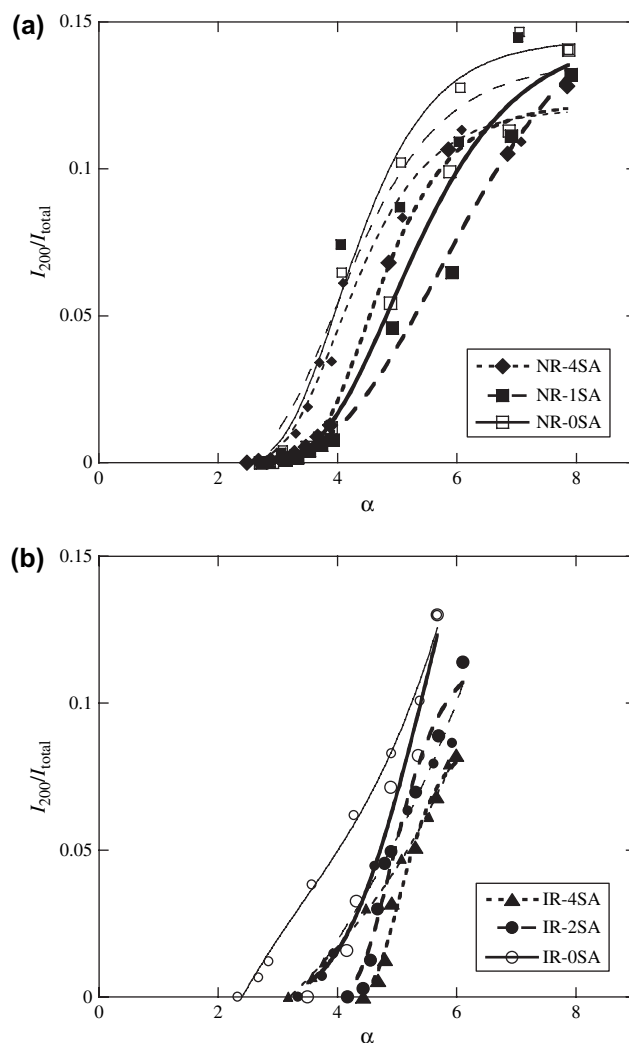 (a)
0.15
0.1
0.05
0
I200/Itotal
0 2 4 6 8
α
NR-4SA
NR-1SA
NR-0SA
(b)
0.15
0.1
0.05
0
I200/Itotal
0 2 4 6 8
α
IR-4SA
IR-2SA
IR-0SA